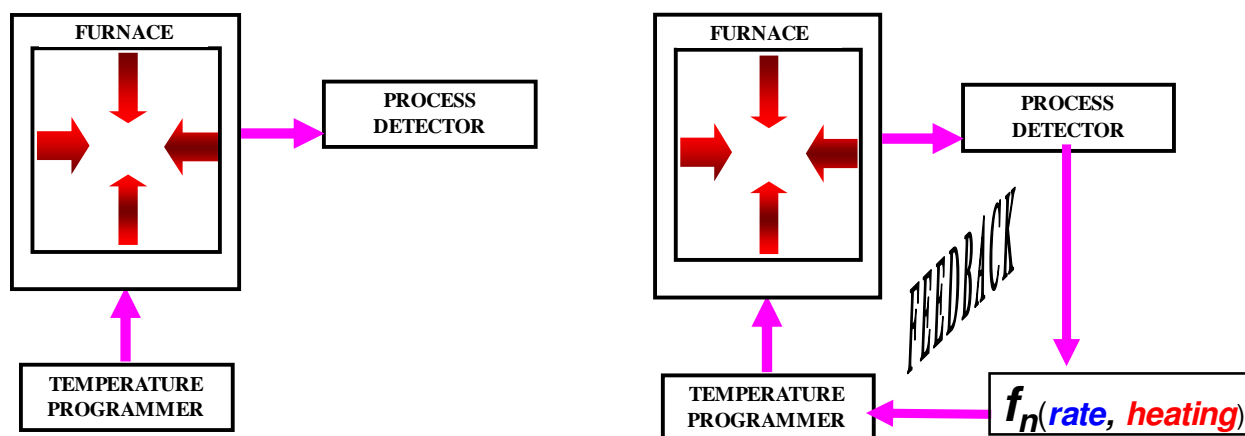 FURNACE
PROCESS
DETECTOR
TEMPERATURE
PROGRAMMER
FURNACE
PROCESS
DETECTOR
FEEDBACK
TEMPERATURE
PROGRAMMER
fn(rate, heating)